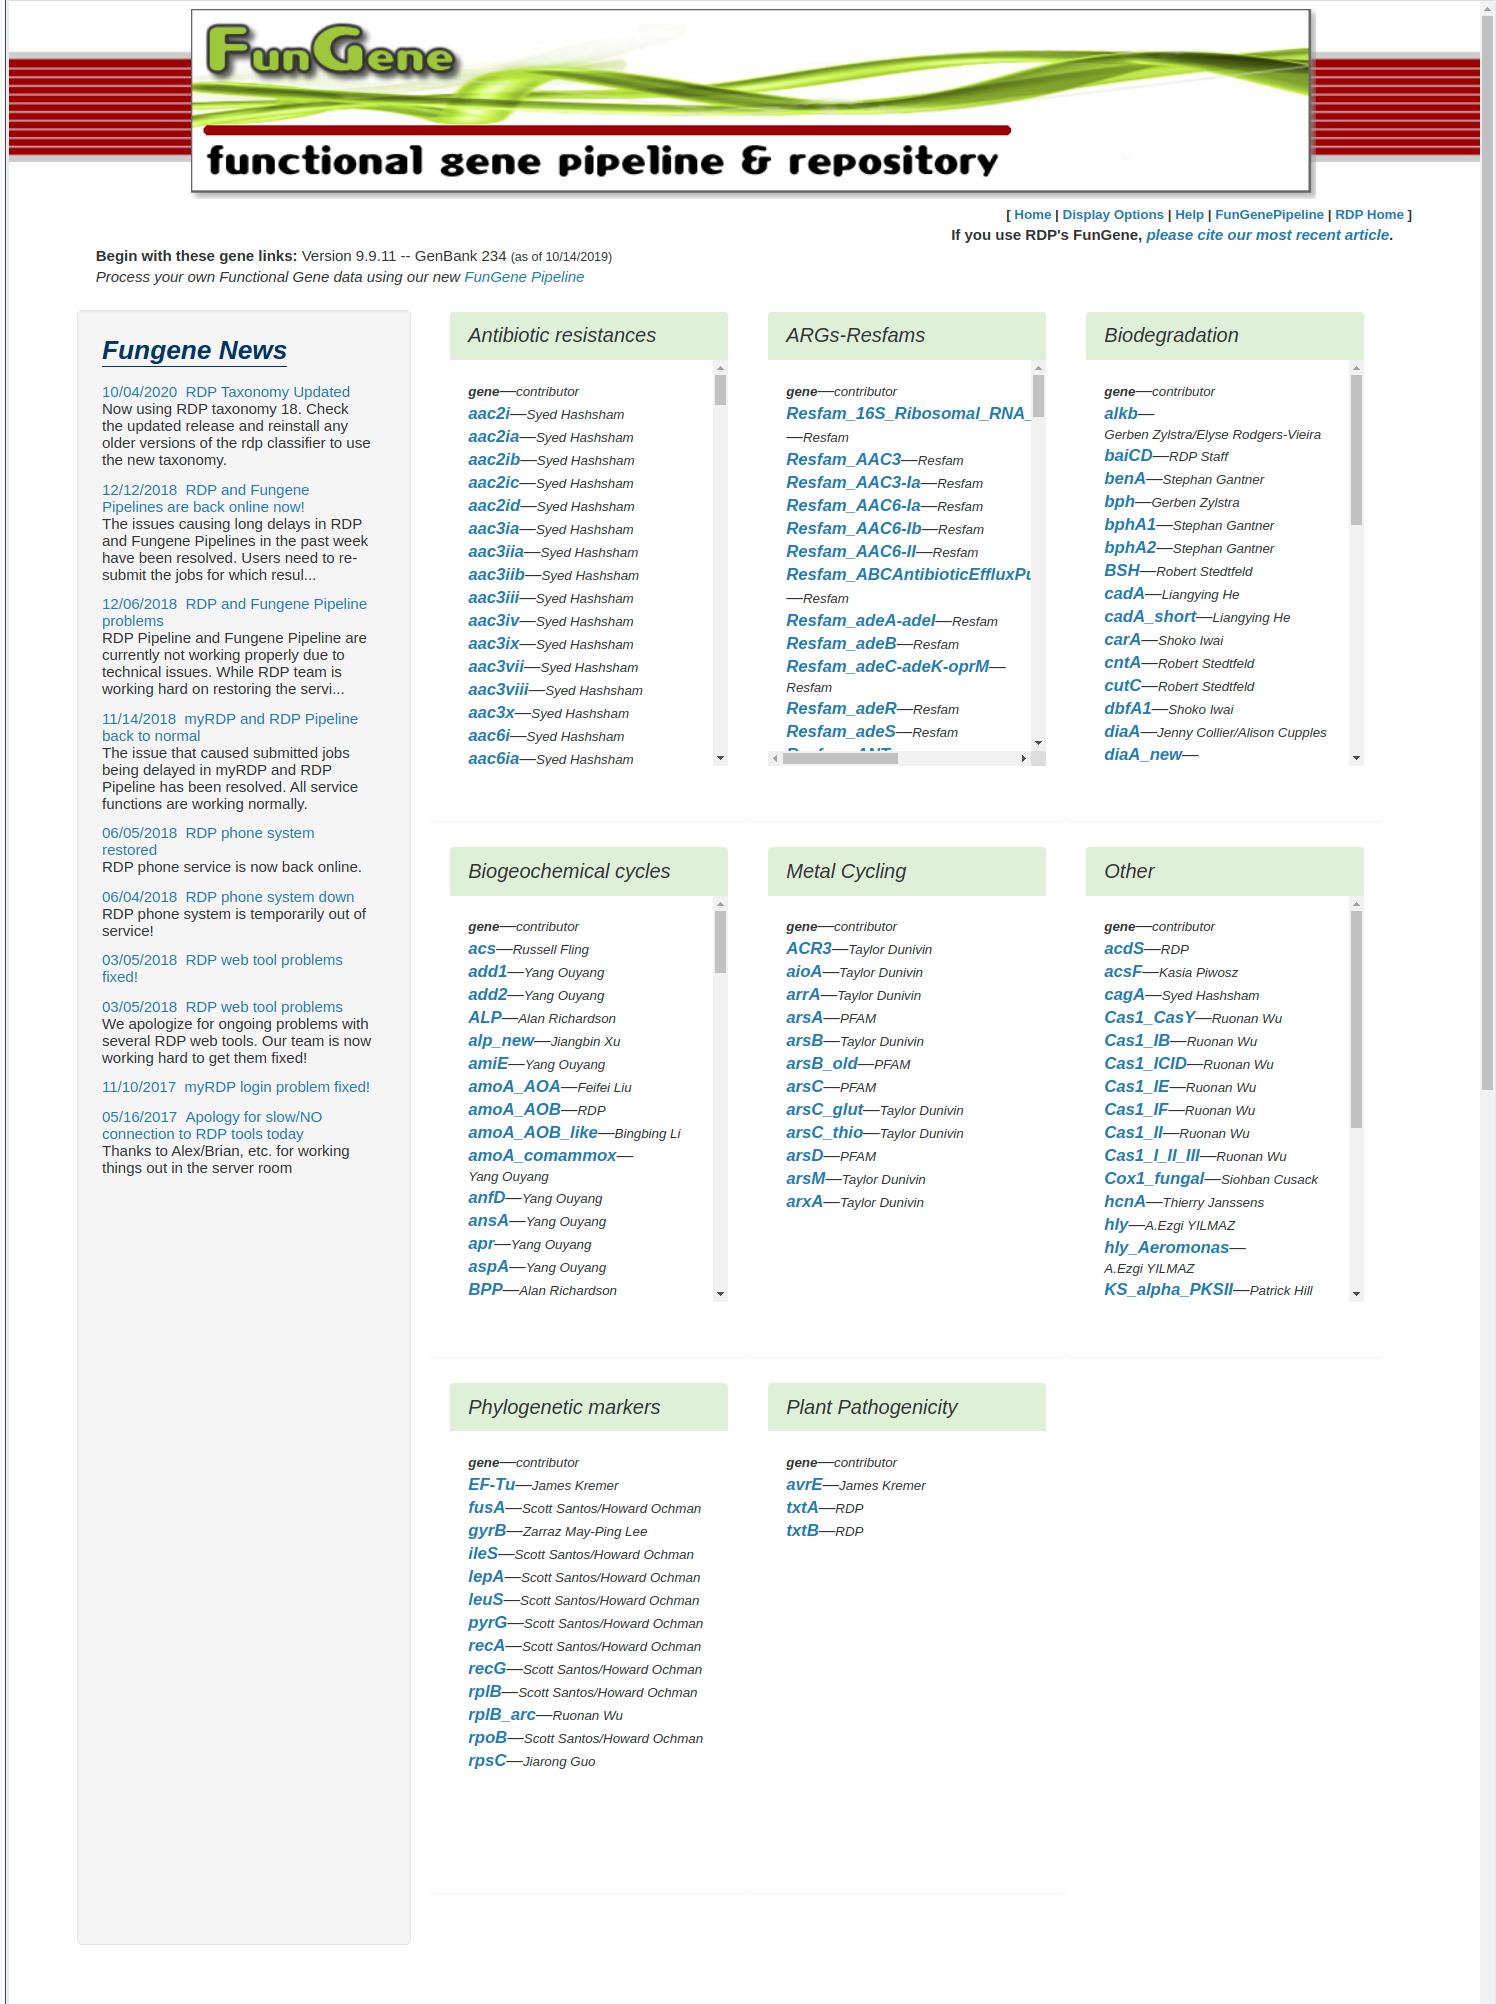 FunGene
functional gene pipeline & repository
[ Home | Display Options | Help | FunGenePipeline | RDP Home ]
If you use RDP's FunGene, please cite our most recent article.
Begin with these gene links: Version 9.9.11 -- GenBank 234 (as of 10/14/2019)
Process your own Functional Gene data using our new FunGene Pipeline
Fungene News
10/04/2020 RDP Taxonomy Updated
Now using RDP taxonomy 18. Check
the updated release and reinstall any
older versions of the rdp classifier to use
the new taxonomy.
12/12/2018 RDP and Fungene
Pipelines are back online now!
The issues causing long delays in RDP
and Fungene Pipelines in the past week
have been resolved. Users need to re-
submit the jobs for which resul...
12/06/2018 RDP and Fungene Pipeline
problems
RDP Pipeline and Fungene Pipeline are
currently not working properly due to
technical issues. While RDP team is
working hard on restoring the servi...
11/14/2018 myRDP and RDP Pipeline
back to normal
The issue that caused submitted jobs
being delayed in myRDP and RDP
Pipeline has been resolved. All service
functions are working normally.
06/05/2018 RDP phone system
restored
RDP phone service is now back online.
06/04/2018 RDP phone system down
RDP phone system is temporarily out of
service!
03/05/2018 RDP web tool problems
fixed!
03/05/2018 RDP web tool problems
We apologize for ongoing problems with
several RDP web tools. Our team is now
working hard to get them fixed!
11/10/2017 myRDP login problem fixed!
05/16/2017 Apology for slow/NO
connection to RDP tools today
Thanks to Alex/Brian, etc. for working
things out in the server room
Antibiotic resistances
gene—contributor
aac2i—Syed Hashsham
aac2ia—Syed Hashsham
aac2ib—Syed Hashsham
aac2ic—Syed Hashsham
aac2id—Syed Hashsham
aac3ia—Syed Hashsham
aac3iia—Syed Hashsham
aac3iib—Syed Hashsham
aac3iii—Syed Hashsham
aac3iv—Syed Hashsham
aac3ix—Syed Hashsham
aac3vii—Syed Hashsham
aac3viii—Syed Hashsham
aac3x—Syed Hashsham
aac6i—Syed Hashsham
aac6ia—Syed Hashsham
ARGs-Resfams
gene—contributor
Resfam_16S_Ribosomal_RNA_
—Resfam
Resfam_AAC3—Resfam
Resfam_AAC3-Ia—Resfam
Resfam_AAC6-Ia—Resfam
Resfam_AAC6-Ib—Resfam
Resfam_AAC6-II—Resfam
Resfam_ABCAntibioticEffluxPu
—Resfam
Resfam_adeA-adeI—Resfam
Resfam_adeB—Resfam
Resfam_adeC-adeK-oprM—
Resfam
Resfam_adeR—Resfam
Resfam_adeS—Resfam
Resfam_ANT
Biodegradation
gene—contributor
alkb—
Gerben Zylstra/Elyse Rodgers-Vieira
baiCD—RDP Staff
benA—Stephan Gantner
bph—Gerben Zylstra
bphA1—Stephan Gantner
bphA2—Stephan Gantner
BSH—Robert Stedtfeld
cadA—Liangying He
cadA_short—Liangying He
carA—Shoko Iwai
cntA—Robert Stedtfeld
cutC—Robert Stedtfeld
dbfA1—Shoko Iwai
diaA—Jenny Collier/Alison Cupples
diaA_new—
Biogeochemical cycles
gene—contributor
acs—Russell Fling
add1—Yang Ouyang
add2—Yang Ouyang
ALP—Alan Richardson
alp_new—Jiangbin Xu
amiE—Yang Ouyang
amoA_AOA—Feifei Liu
amoA_AOB—RDP
amoA_AOB_like—Bingbing Li
amoA_comammox—
Yang Ouyang
anfD—Yang Ouyang
ansA—Yang Ouyang
apr—Yang Ouyang
aspA—Yang Ouyang
BPP—Alan Richardson
Metal Cycling
gene—contributor
ACR3—Taylor Dunivin
aioA—Taylor Dunivin
arrA—Taylor Dunivin
arsA—PFAM
arsB—Taylor Dunivin
arsB_old—PFAM
arsC—PFAM
arsC_glut—Taylor Dunivin
arsC_thio—Taylor Dunivin
arsD—PFAM
arsM—Taylor Dunivin
arxA—Taylor Dunivin
Other
gene—contributor
acdS—RDP
acsF—Kasia Piwosz
cagA—Syed Hashsham
Cas1_CasY—Ruonan Wu
Cas1_IB—Ruonan Wu
Cas1_ICID—Ruonan Wu
Cas1_IE—Ruonan Wu
Cas1_IF—Ruonan Wu
Cas1_II—Ruonan Wu
Cas1_I_II_III—Ruonan Wu
Cox1_fungal—Siohban Cusack
hcnA—Thierry Janssens
hly—A.Ezgi YILMAZ
hly_Aeromonas—
A.Ezgi YILMAZ
KS_alpha_PKSII—Patrick Hill
Phylogenetic markers
gene—contributor
EF-Tu—James Kremer
fusA—Scott Santos/Howard Ochman
gyrB—Zarraz May-Ping Lee
ileS—Scott Santos/Howard Ochman
lepA—Scott Santos/Howard Ochman
leuS—Scott Santos/Howard Ochman
pyrG—Scott Santos/Howard Ochman
recA—Scott Santos/Howard Ochman
recG—Scott Santos/Howard Ochman
rplB—Scott Santos/Howard Ochman
rplB_arc—Ruonan Wu
rpoB—Scott Santos/Howard Ochman
rpsC—Jiarong Guo
Plant Pathogenicity
gene—contributor
avrE—James Kremer
txtA—RDP
txtB—RDP